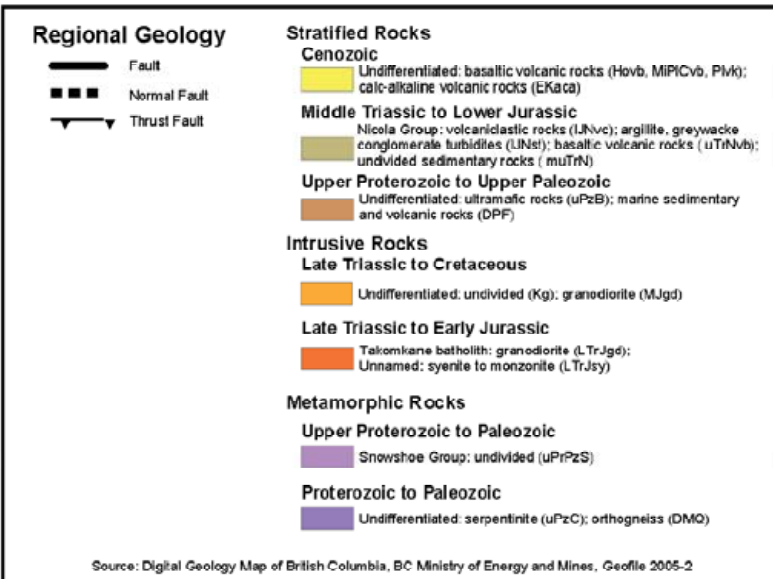 Regional Geology
Fault
Normal Fault
Thrust Fault
Stratified Rocks
Cenozoic
Undifferentiated: basaltic volcanic rocks (Hovb, MiPlCvb, Plvk);
calc-alkaline volcanic rocks (EKaca)
Middle Triassic to Lower Jurassic
Nicola Group: volcaniclastic rocks (lJNvc); argillite, greywacke
conglomerate turbidites (lJNst); basaltic volcanic rocks ( uTrNvb);
undivided sedimentary rocks ( muTrN)
Upper Proterozoic to Upper Paleozoic
Undifferentiated: ultramafic rocks (uPzB); marine sedimentary
and volcanic rocks (DPF)
Intrusive Rocks
Late Triassic to Cretaceous
Undifferentiated: undivided (Kg); granodiorite (MJgd)
Late Triassic to Early Jurassic
Takomkane batholith: granodiorite (LTrJgd);
Unnamed: syenite to monzonite (LTrJsy)
Metamorphic Rocks
Upper Proterozoic to Paleozoic
Snowshoe Group: undivided (uPrPzS)
Proterozoic to Paleozoic
Undifferentiated: serpentinite (uPzC); orthogneiss (DMQ)
Source: Digital Geology Map of British Columbia, BC Ministry of Energy and Mines, Geofile 2005-2